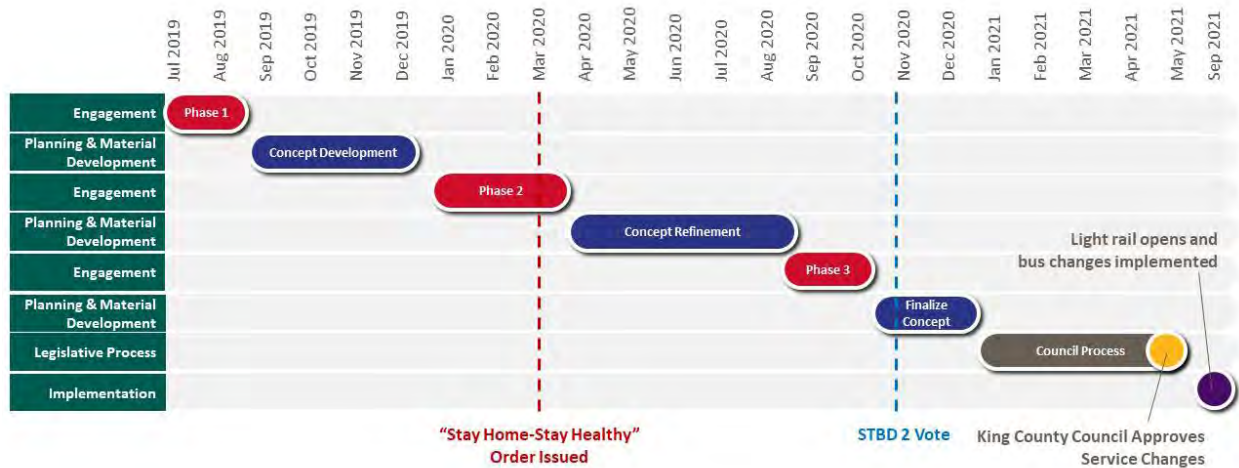 Jul 2019
Aug 2019
Sep 2019
Oct 2019
Nov 2019
Dec 2019
Jan 2020
Feb 2020
Mar 2020
Apr 2020
May 2020
Jun 2020
Jul 2020
Aug 2020
Sep 2020
Oct 2020
Nov 2020
Dec 2020
Jan 2021
Feb 2021
Mar 2021
Apr 2021
May 2021
Sep 2021
Engagement
Phase 1
Planning & Material
Development
Concept Development
Engagement
Phase 2
Planning & Material
Development
Concept Refinement
Engagement
Phase 3
Light rail opens and
bus changes implemented
Planning & Material
Development
Finalize
Concept
Legislative Process
Council Process
Implementation
“Stay Home-Stay Healthy”
Order Issued
STBD 2 Vote
King County Council Approves
Service Changes